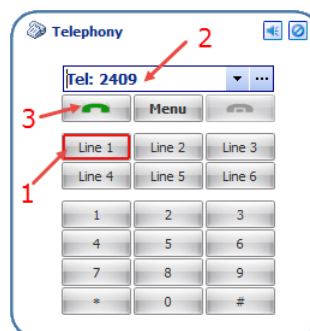 Telephony
2
Tel: 2409
3
Menu
Line 1 Line 2 Line 3
1
Line 4 Line 5 Line 6
1 2 3
4 5 6
7 8 9
* 0 #